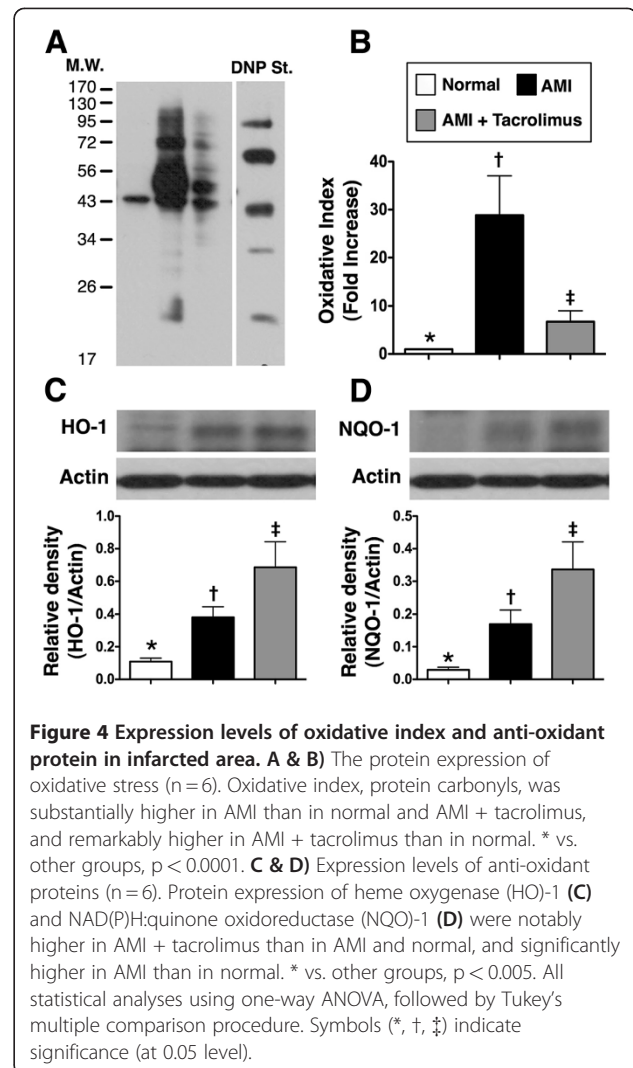 A
M.W.
DNP St.
170
130
95
72
56
43
34
26
17
B
Normal AMI
AMI + Tacrolimus
Oxidative Index
(Fold Increase)
40
30
20
10
0
*
†
‡
C
HO-1
Actin
Relative density
(HO-1/Actin)
1.0
0.8
0.6
0.4
0.2
0.0
*
†
‡
D
NQO-1
Actin
Relative density
(NQO-1/Actin)
0.5
0.4
0.3
0.2
0.1
0.0
*
†
‡
Figure 4 Expression levels of oxidative index and anti-oxidant
protein in infarcted area. A & B) The protein expression of
oxidative stress (n = 6). Oxidative index, protein carbonyls, was
substantially higher in AMI than in normal and AMI + tacrolimus,
and remarkably higher in AMI + tacrolimus than in normal. * vs.
other groups, p < 0.0001. C & D) Expression levels of anti-oxidant
proteins (n = 6). Protein expression of heme oxygenase (HO)-1 (C)
and NAD(P)H:quinone oxidoreductase (NQO)-1 (D) were notably
higher in AMI + tacrolimus than in AMI and normal, and significantly
higher in AMI than in normal. * vs. other groups, p < 0.005. All
statistical analyses using one-way ANOVA, followed by Tukey's
multiple comparison procedure. Symbols (*, †, ‡) indicate
significance (at 0.05 level).